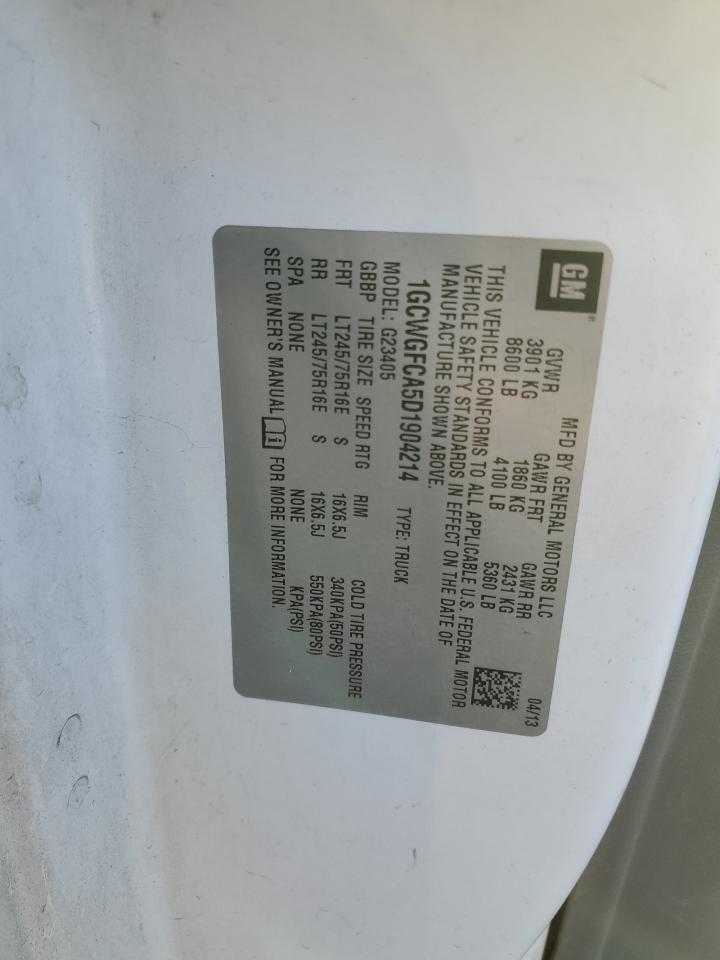 GM
MFD BY GENERAL MOTORS LLC 04/13
GVWR GAWR FRT GAWR RR
3901 KG 1860 KG 2431 KG
8600 LB 4100 LB 5360 LB
THIS VEHICLE CONFORMS TO ALL APPLICABLE U.S. FEDERAL MOTOR
VEHICLE SAFETY STANDARDS IN EFFECT ON THE DATE OF
MANUFACTURE SHOWN ABOVE.
1GCWGFCA5D1904214 TYPE: TRUCK
MODEL: G23405
GBBP TIRE SIZE SPEED RTG RIM COLD TIRE PRESSURE
FRT LT245/75R16E S 16X6.5J 340KPA(50PSI)
RR LT245/75R16E S 16X6.5J 550KPA(80PSI)
SPA NONE NONE KPA(PSI)
SEE OWNER'S MANUAL i FOR MORE INFORMATION.